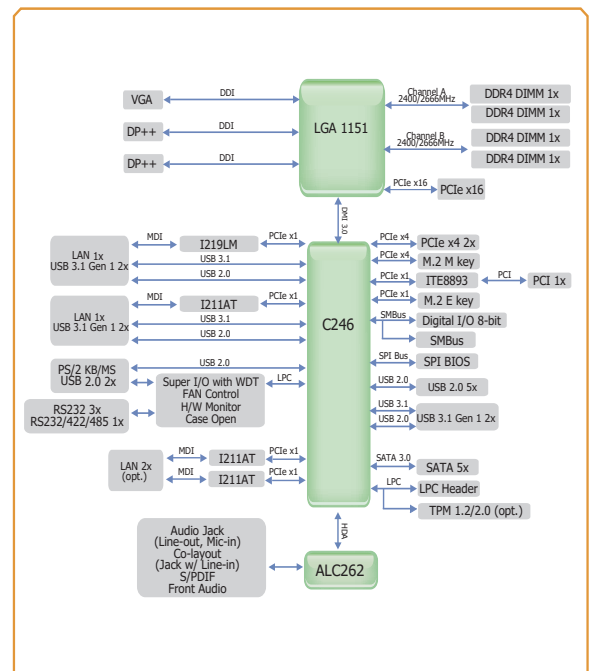 VGA
DDI
DP++
DDI
DP++
DDI
LGA 1151
Channel A
2400/2666MHz
DDR4 DIMM 1x
DDR4 DIMM 1x
Channel B
2400/2666MHz
DDR4 DIMM 1x
DDR4 DIMM 1x
PCIe x16
PCIe x16
DMI 3.0
LAN 1x
USB 3.1 Gen 1 2x
MDI
I219LM
PCIe x1
USB 3.1
USB 2.0
LAN 1x
USB 3.1 Gen 1 2x
MDI
I211AT
PCIe x1
USB 3.1
USB 2.0
PS/2 KB/MS
USB 2.0 2x
USB 2.0
Super I/O with WDT
FAN Control
H/W Monitor
Case Open
LPC
RS232 3x
RS232/422/485 1x
LAN 2x
(opt.)
MDI
I211AT
PCIe x1
MDI
I211AT
PCIe x1
C246
PCIe x4
PCIe x4 2x
PCIe x4
M.2 M key
PCIe x1
ITE8893
PCI
PCI 1x
PCIe x1
M.2 E key
SMBus
Digital I/O 8-bit
SMBus
SPI Bus
SPI BIOS
USB 2.0
USB 2.0 5x
USB 3.1
USB 2.0
USB 3.1 Gen 1 2x
SATA 3.0
SATA 5x
LPC
LPC Header
TPM 1.2/2.0 (opt.)
HDA
Audio Jack
(Line-out, Mic-in)
Co-layout
(Jack w/ Line-in)
S/PDIF
Front Audio
ALC262